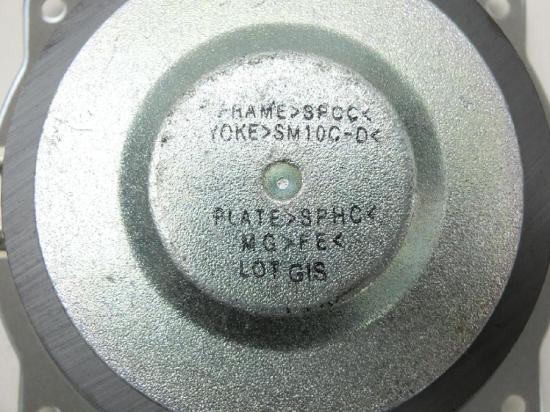 FRAME>SPCC<
YOKE>SM10C-D<
PLATE>SPHC<
MG>FE<
LOT GIS